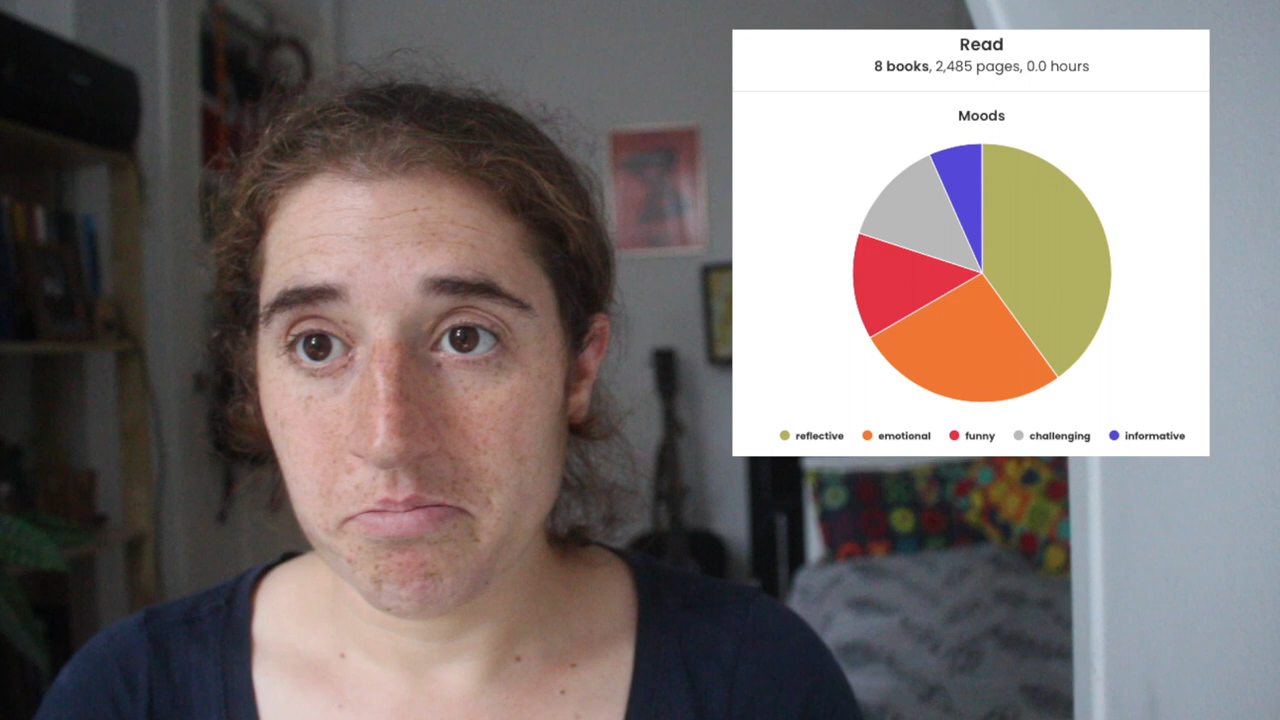 Read
8 books, 2,485 pages, 0.0 hours
Moods
reflective emotional funny challenging informative